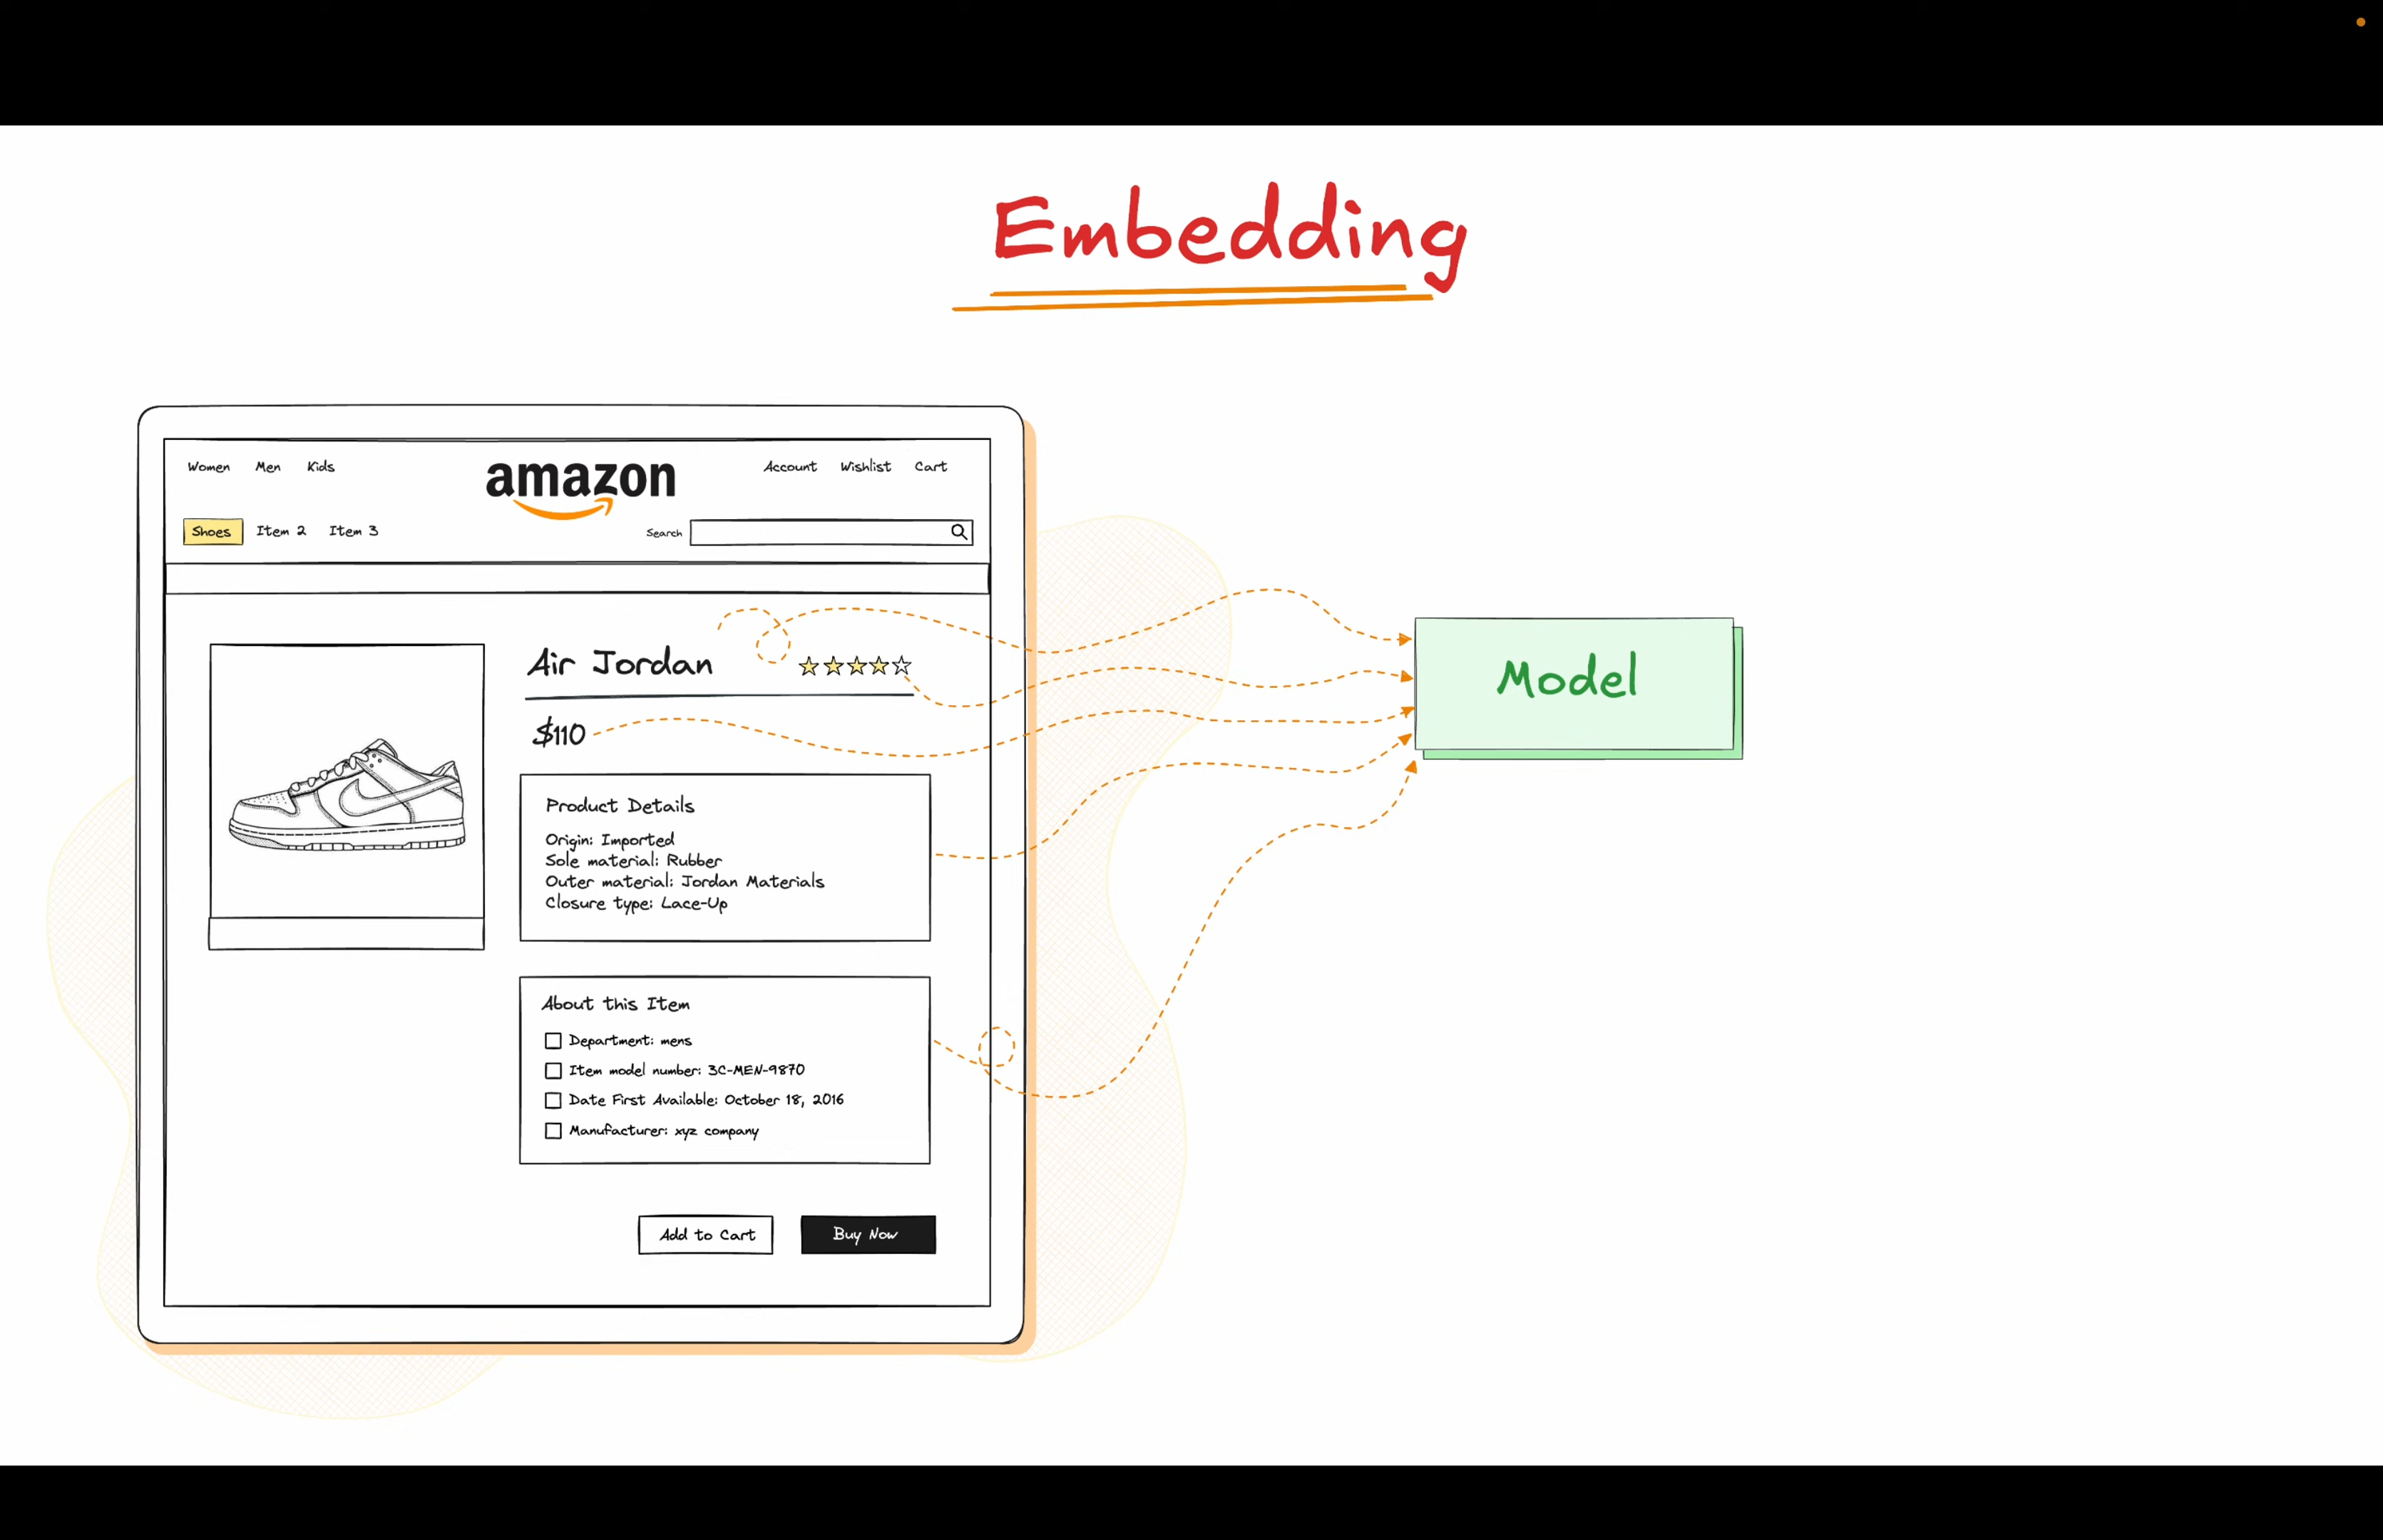 Embedding
Women Men Kids
amazon
Account Wishlist Cart
Shoes Item 2 Item 3
Search
Air Jordan
$110
Product Details
Origin: Imported
Sole material: Rubber
Outer material: Jordan Materials
Closure type: Lace-Up
About this Item
Department: mens
Item model number: 3C-MEN-9870
Date First Available: October 18, 2016
Manufacturer: xyz company
Add to Cart
Buy Now
Model